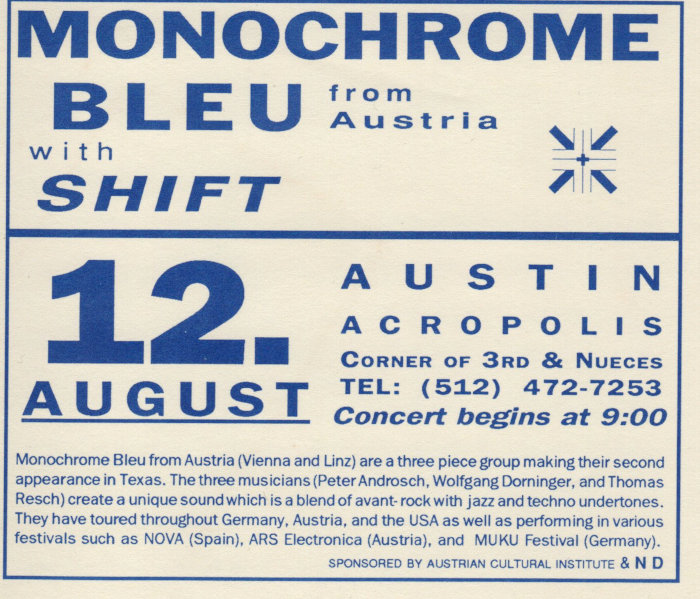 MONOCHROME
BLEU from
Austria
with
SHIFT
12.
AUGUST
AUSTIN
ACROPOLIS
CORNER OF 3RD & NUECES
TEL: (512) 472-7253
Concert begins at 9:00
Monochrome Bleu from Austria (Vienna and Linz) are a three piece group making their second
appearance in Texas. The three musicians (Peter Androsch, Wolfgang Dorninger, and Thomas
Resch) create a unique sound which is a blend of avant-rock with jazz and techno undertones.
They have toured throughout Germany, Austria, and the USA as well as performing in various
festivals such as NOVA (Spain), ARS Electronica (Austria), and MUKU Festival (Germany).
SPONSORED BY AUSTRIAN CULTURAL INSTITUTE & N D